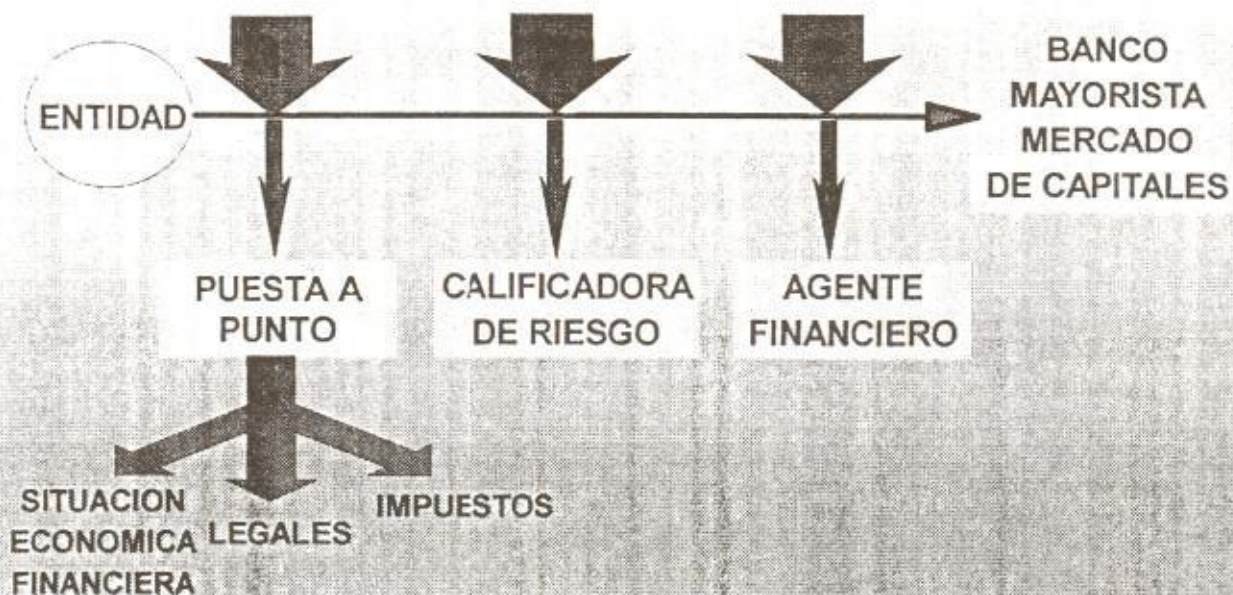 ENTIDAD
BANCO
MAYORISTA
MERCADO
DE CAPITALES
PUESTA A
PUNTO
CALIFICADORA
DE RIESGO
AGENTE
FINANCIERO
SITUACION
ECONOMICA
FINANCIERA
LEGALES
IMPUESTOS